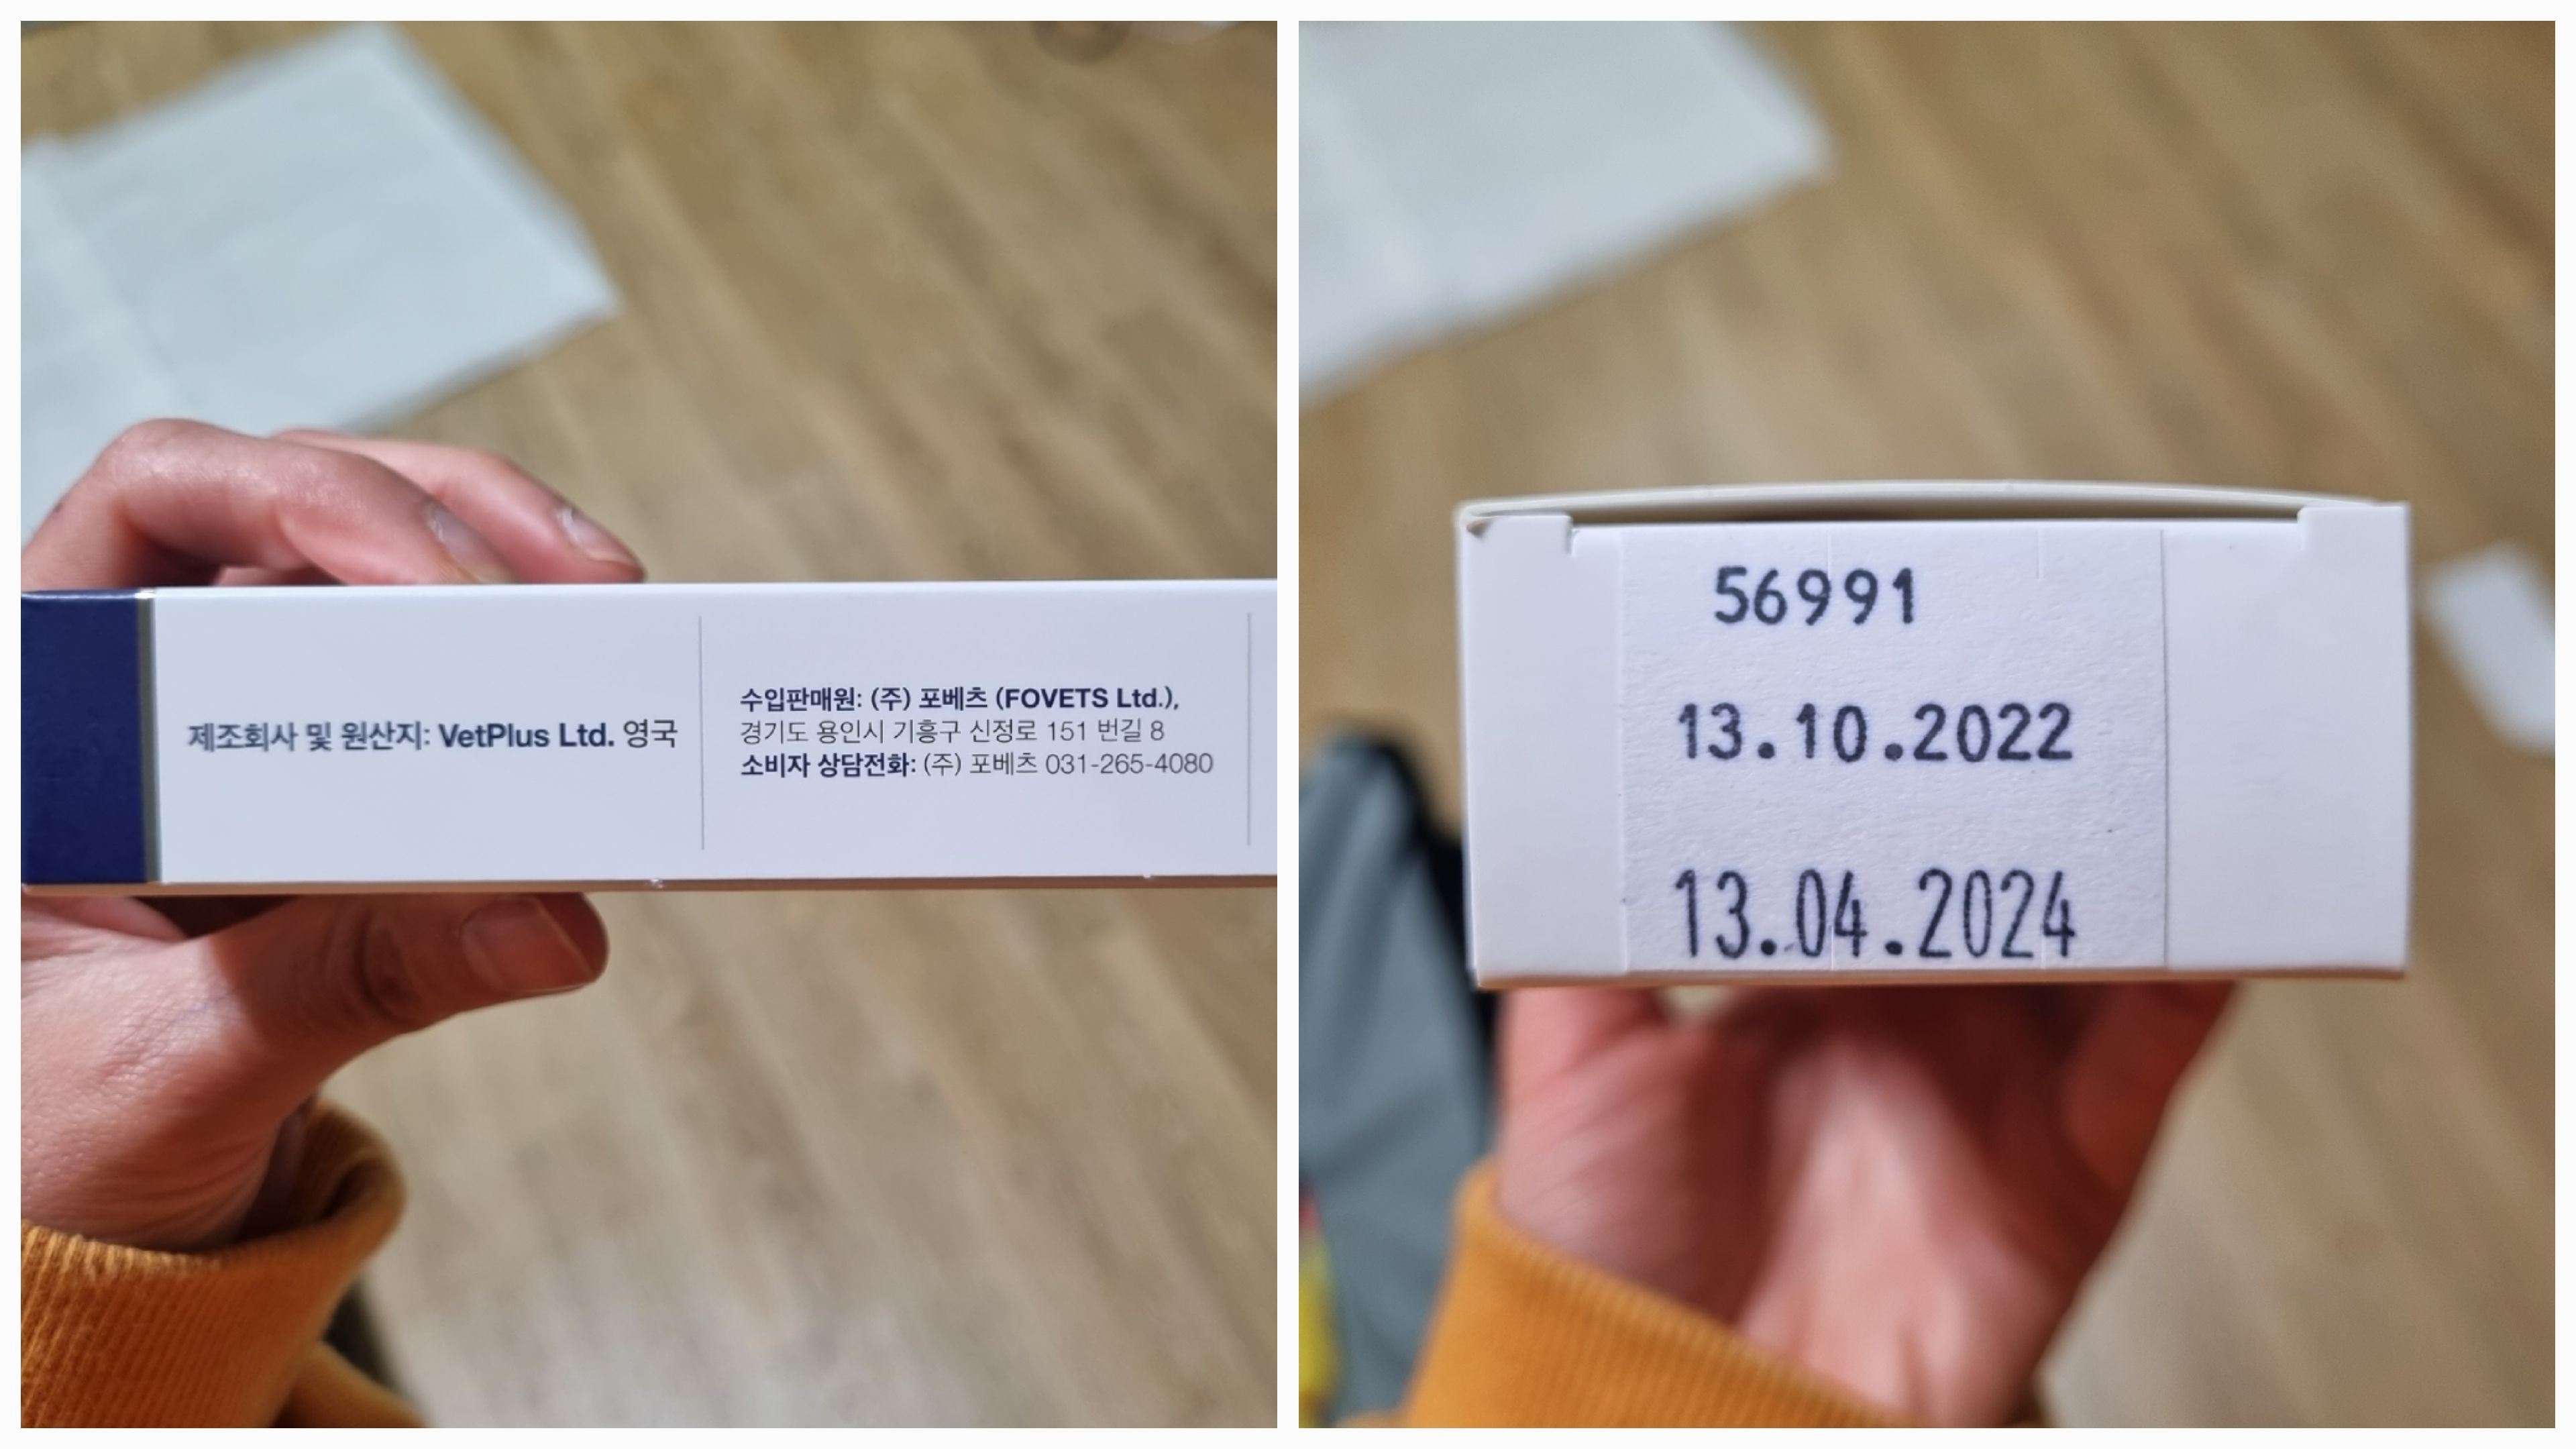 제조회사 및 원산지: VetPlus Ltd. 영국
수입판매원: (주) 포베츠 (FOVETS Ltd.),
경기도 용인시 기흥구 신정로 151 번길 8
소비자 상담전화: (주) 포베츠 031-265-4080
56991
13.10.2022
13.04.2024